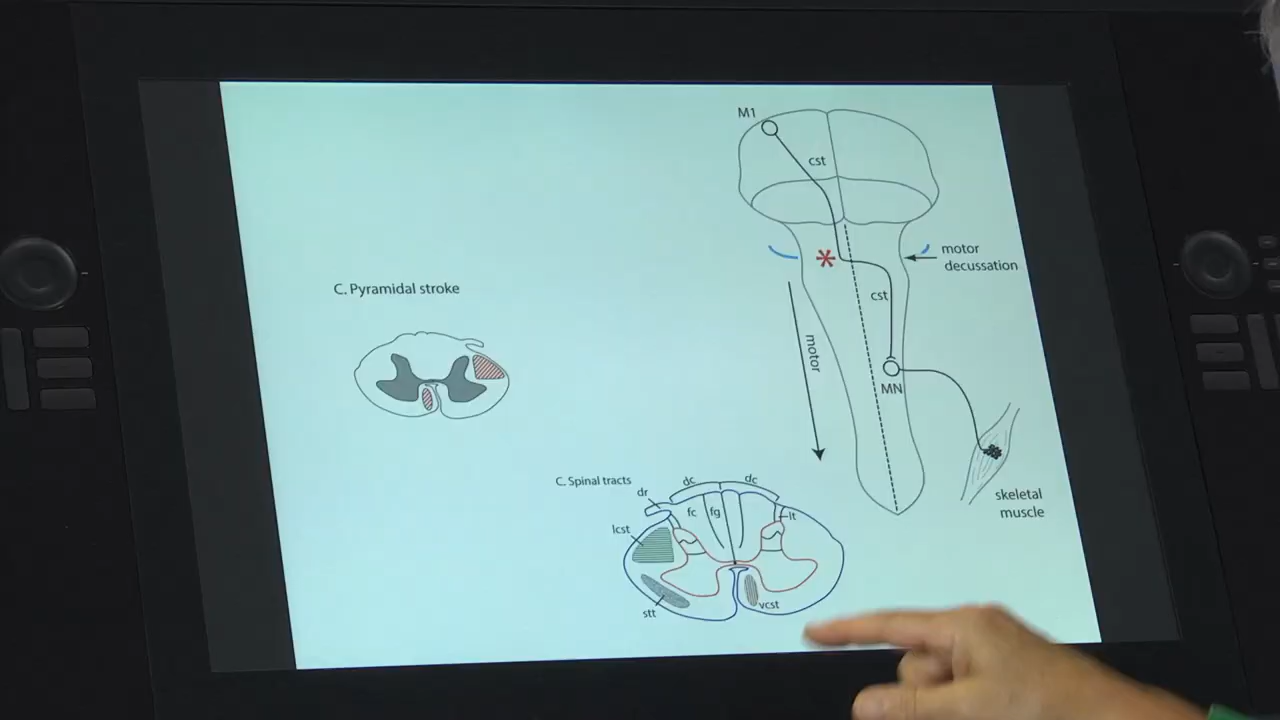 M1
cst
*
motor
decussation
C. Pyramidal stroke
cst
motor
MN
C. Spinal tracts
dc
dc
dr
fc
fg
lt
lcst
skeletal
muscle
stt
vcst